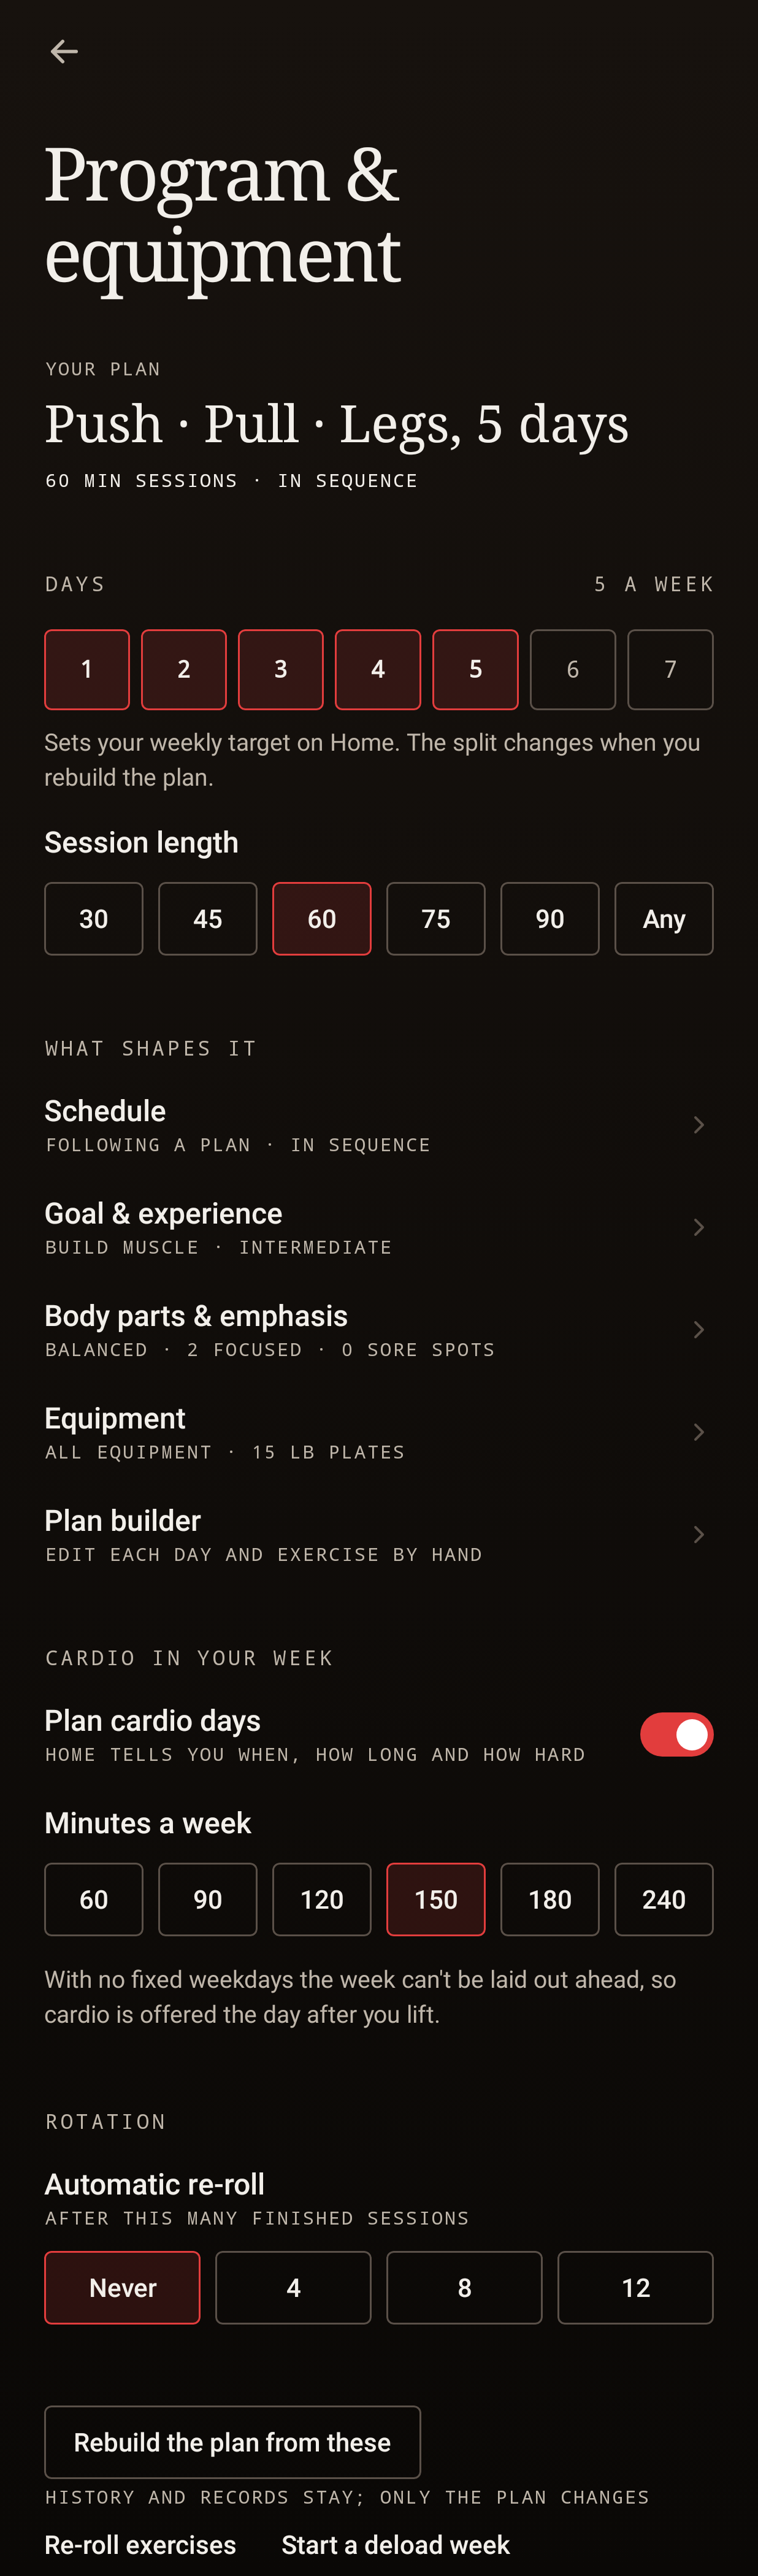 Program &
equipment
YOUR PLAN
Push · Pull · Legs, 5 days
60 MIN SESSIONS · IN SEQUENCE
DAYS 5 A WEEK
1 2 3 4 5 6 7
Sets your weekly target on Home. The split changes when you
rebuild the plan.
Session length
30 45 60 75 90 Any
WHAT SHAPES IT
Schedule
FOLLOWING A PLAN · IN SEQUENCE
Goal & experience
BUILD MUSCLE · INTERMEDIATE
Body parts & emphasis
BALANCED · 2 FOCUSED · 0 SORE SPOTS
Equipment
ALL EQUIPMENT · 15 LB PLATES
Plan builder
EDIT EACH DAY AND EXERCISE BY HAND
CARDIO IN YOUR WEEK
Plan cardio days
HOME TELLS YOU WHEN, HOW LONG AND HOW HARD
Minutes a week
60 90 120 150 180 240
With no fixed weekdays the week can't be laid out ahead, so
cardio is offered the day after you lift.
ROTATION
Automatic re-roll
AFTER THIS MANY FINISHED SESSIONS
Never 4 8 12
Rebuild the plan from these
HISTORY AND RECORDS STAY; ONLY THE PLAN CHANGES
Re-roll exercises Start a deload week